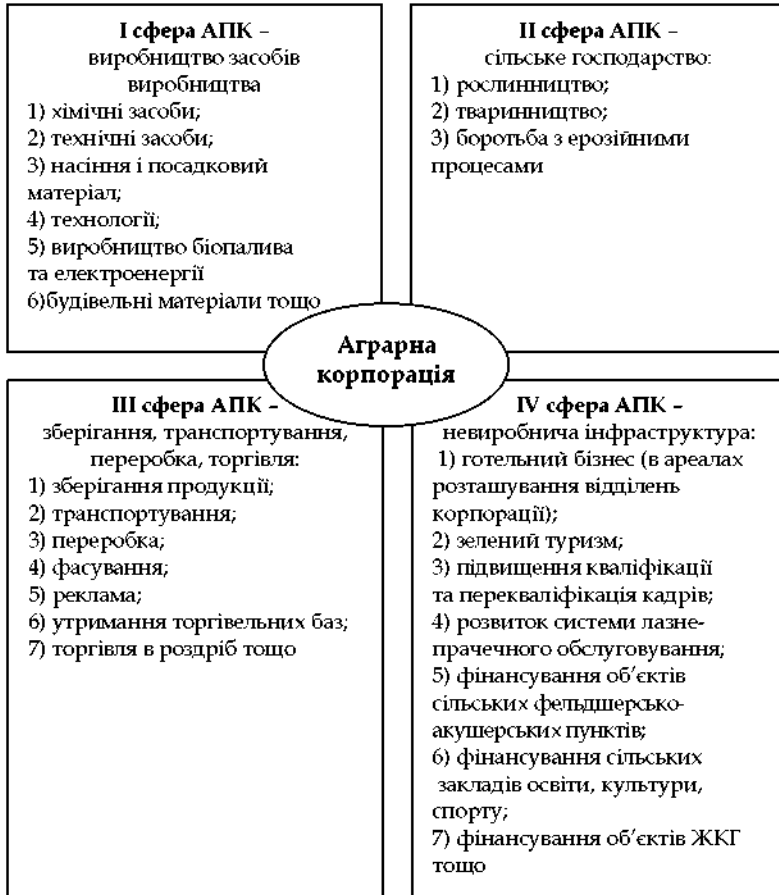 I сфера АПК –
виробництво засобів
виробництва
1) хімічні засоби;
2) технічні засоби;
3) насіння і посадковий
матеріал;
4) технології;
5) виробництво біопалива
та електроенергії
6)будівельні матеріали тощо
II сфера АПК –
сільське господарство:
1) рослинництво;
2) тваринництво;
3) боротьба з ерозійними
процесами
Аграрна
корпорація
III сфера АПК –
зберігання, транспортування,
переробка, торгівля:
1) зберігання продукції;
2) транспортування;
3) переробка;
4) фасування;
5) реклама;
6) утримання торгівельних баз;
7) торгівля в роздріб тощо
IV сфера АПК –
невиробнича інфраструктура:
1) готельний бізнес (в ареалах
розташування відділень
корпорації);
2) зелений туризм;
3) підвищення кваліфікації
та перекваліфікація кадрів;
4) розвиток системи лазне-
прачечного обслуговування;
5) фінансування об’єктів
сільських фельдшерсько-
акушерських пунктів;
6) фінансування сільських
закладів освіти, культури,
спорту;
7) фінансування об’єктів ЖКГ
тощо